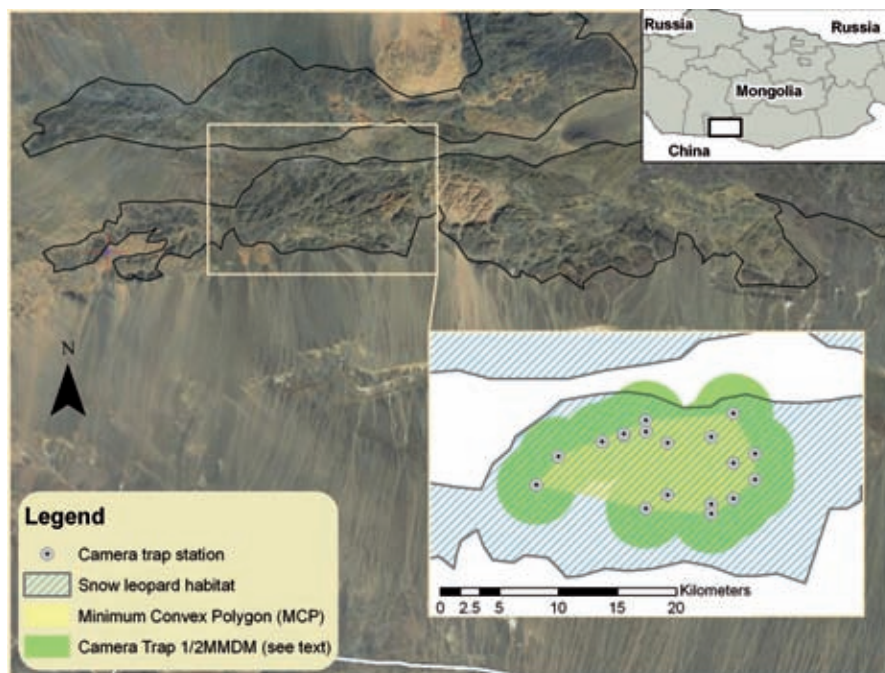 Russia
Russia
Mongolia
China
N
Legend
Camera trap station
Snow leopard habitat
Minimum Convex Polygon (MCP)
Camera Trap 1/2MMDM (see text)
Kilometers
0 2.5 5 10 15 20